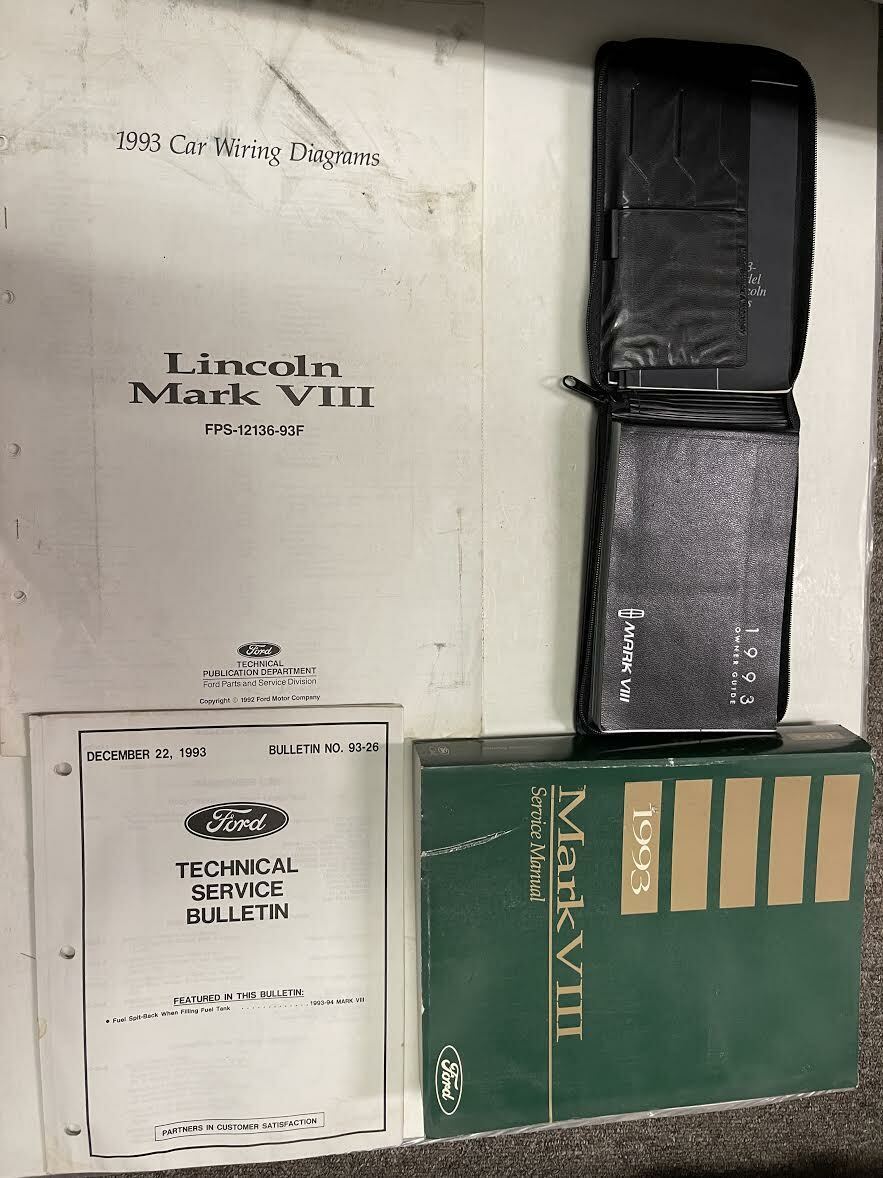 1993 Car Wiring Diagrams
Lincoln
Mark VIII
FPS-12136-93F
Ford
TECHNICAL
PUBLICATION DEPARTMENT
Ford Parts and Service Division
Copyright © 1992 Ford Motor Company
3-
del
coln
s
MARK VIII
1993
OWNER GUIDE
DECEMBER 22, 1993
BULLETIN NO. 93-26
Ford
TECHNICAL
SERVICE
BULLETIN
FEATURED IN THIS BULLETIN:
• Fuel Spit-Back When Filling Fuel Tank . . . . . . . . . . . . . 1993-94 MARK VIII
PARTNERS IN CUSTOMER SATISFACTION
1993
Mark VIII
Service Manual
Ford